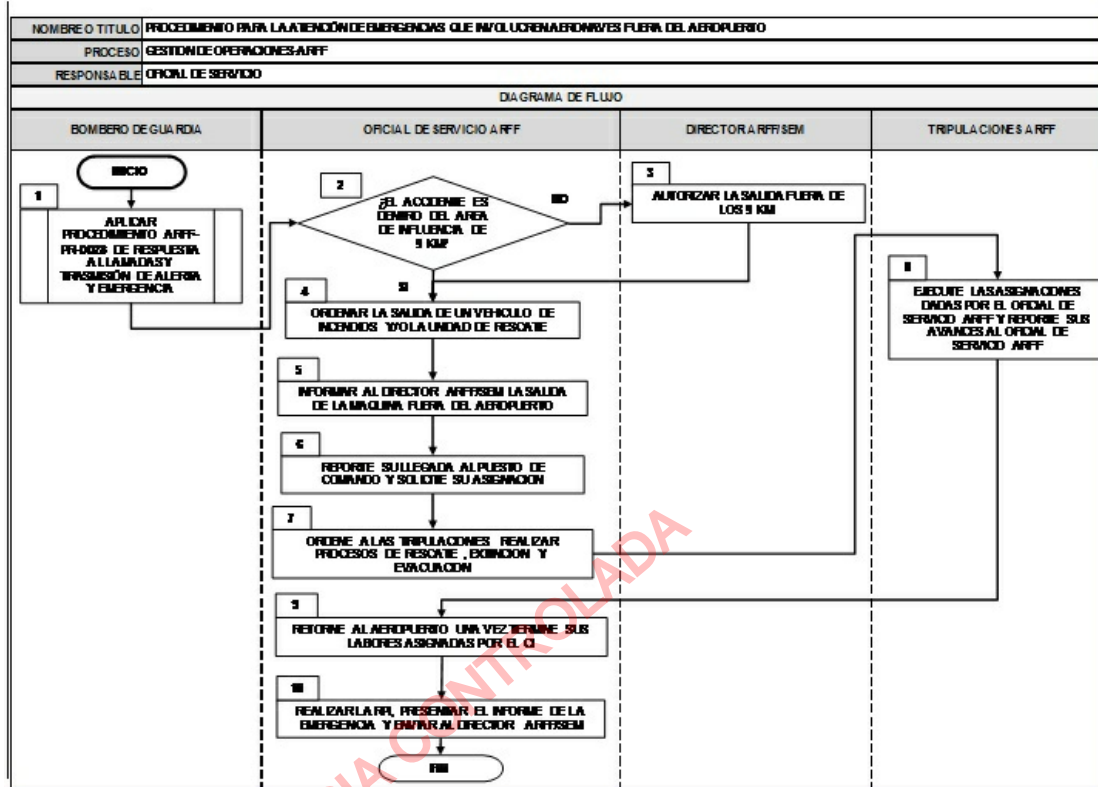 NOMBRE O TITULO PROCEDIMIENTO PARA LA ATENCIÓN DE EMERGENCIAS QUE INVOLUCREN AERONAVES FUERA DEL AEROPUERTO
PROCESO GESTION DE OPERACIONES-ARFF
RESPONSABLE OFICIAL DE SERVICIO
DIAGRAMA DE FLUJO
BOMBERO DE GUARDIA
OFICIAL DE SERVICIO ARFF
DIRECTOR ARFF/SEM
TRIPULACIONES ARFF
INICIO
1
APLICAR
PROCEDIMIENTO ARFF-
DE RESPUESTA
A LLAMADAS Y
TRASMISIÓN DE ALERTA
Y EMERGENCIA
2
¿EL ACCIDENTE ES
DENTRO DEL AREA
DE INFLUENCIA DE
KM?
NO
SI
3
AUTORIZAR LA SALIDA FUERA DE
LOS KM
4
ORDENAR LA SALIDA DE UN VEHICULO DE
INCENDIOS Y/O LA UNIDAD DE RESCATE
5
INFORMAR AL DIRECTOR ARFF/SEM LA SALIDA
DE LA MAQUINA FUERA DEL AEROPUERTO
6
REPORTE SU LLEGADA AL PUESTO DE
COMANDO Y SOLICITE SU ASIGNACION
7
ORDENE A LAS TRIPULACIONES REALIZAR
PROCESOS DE RESCATE , EXTINCION Y
EVACUACION
8
EJECUTE LAS ASIGNACIONES
DADAS POR EL OFICIAL DE
SERVICIO ARFF Y REPORTE SUS
AVANCES AL OFICIAL DE
SERVICIO ARFF
9
RETORNE AL AEROPUERTO UNA VEZ TERMINE SUS
LABORES ASIGNADAS POR EL CI
10
REALIZAR LA RPI, PRESENTAR EL INFORME DE LA
EMERGENCIA Y ENVIAR AL DIRECTOR ARFF/SEM
FIN
CONTROLADA